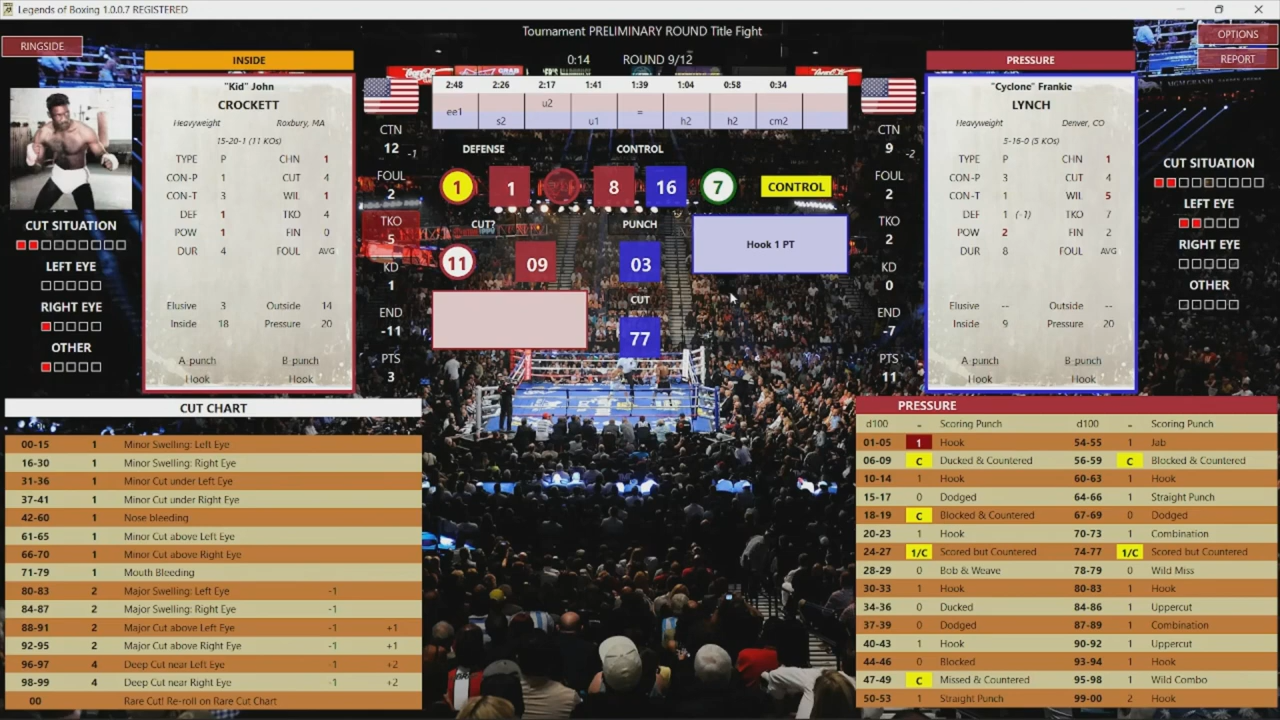 Legends of Boxing 1.0.0.7 REGISTERED
Tournament PRELIMINARY ROUND Title Fight
RINGSIDE
OPTIONS
REPORT
0:14 ROUND 9/12
INSIDE
"Kid" John
CROCKETT
Heavyweight Roxbury, MA
15-20-1 (11 KOs)
TYPE P CHN 1
CON-P 1 CUT 4
CON-T 3 WIL 1
DEF 1 TKO 4
POW 1 FIN 0
DUR 4 FOUL AVG
Elusive 3 Outside 14
Inside 18 Pressure 20
A-punch B-punch
Hook Hook
CUT SITUATION
LEFT EYE
RIGHT EYE
OTHER
CTN
12 -1
FOUL
2
TKO
5
KD
1
END
-11
PTS
3
2:48 2:26 2:17 1:41 1:39 1:04 0:58 0:34
ee1 s2 u2 u1 = h2 h2 cm2
DEFENSE CONTROL
1 1 8 16 7 CONTROL
CUT? PUNCH
11 09 03
Hook 1 PT
CUT
77
CTN
9 -2
FOUL
2
TKO
2
KD
0
END
-7
PTS
11
PRESSURE
"Cyclone" Frankie
LYNCH
Heavyweight Denver, CO
5-16-0 (5 KOs)
TYPE P CHN 1
CON-P 3 CUT 4
CON-T 1 WIL 5
DEF 1 (-1) TKO 7
POW 2 FIN 2
DUR 8 FOUL AVG
Elusive -- Outside --
Inside 9 Pressure 20
A-punch B-punch
Hook Hook
CUT SITUATION
LEFT EYE
RIGHT EYE
OTHER
CUT CHART
00-15 1 Minor Swelling: Left Eye
16-30 1 Minor Swelling: Right Eye
31-36 1 Minor Cut under Left Eye
37-41 1 Minor Cut under Right Eye
42-60 1 Nose bleeding
61-65 1 Minor Cut above Left Eye
66-70 1 Minor Cut above Right Eye
71-79 1 Mouth Bleeding
80-83 2 Major Swelling: Left Eye -1
84-87 2 Major Swelling: Right Eye -1
88-91 2 Major Cut above Left Eye -1 +1
92-95 2 Major Cut above Right Eye -1 +1
96-97 4 Deep Cut near Left Eye -1 +2
98-99 4 Deep Cut near Right Eye -1 +2
00 Rare Cut! Re-roll on Rare Cut Chart
PRESSURE
d100 - Scoring Punch d100 - Scoring Punch
01-05 1 Hook 54-55 1 Jab
06-09 C Ducked & Countered 56-59 C Blocked & Countered
10-14 1 Hook 60-63 1 Hook
15-17 0 Dodged 64-66 1 Straight Punch
18-19 C Blocked & Countered 67-69 0 Dodged
20-23 1 Hook 70-73 1 Combination
24-27 1/C Scored but Countered 74-77 1/C Scored but Countered
28-29 0 Bob & Weave 78-79 0 Wild Miss
30-33 1 Hook 80-83 1 Hook
34-36 0 Ducked 84-86 1 Uppercut
37-39 0 Dodged 87-89 1 Combination
40-43 1 Hook 90-92 1 Uppercut
44-46 0 Blocked 93-94 1 Hook
47-49 C Missed & Countered 95-98 1 Wild Combo
50-53 1 Straight Punch 99-00 2 Hook